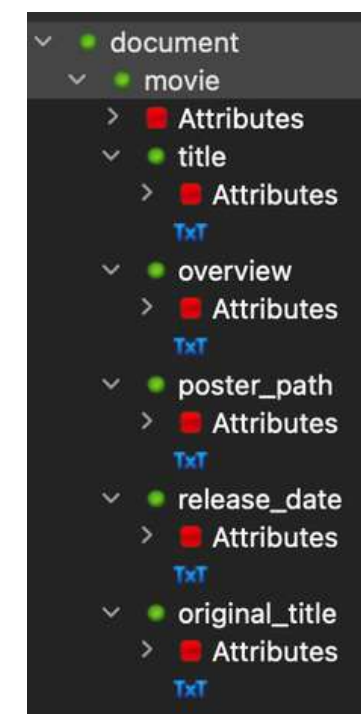 document
movie
Attributes
title
Attributes
TxT
overview
Attributes
TxT
poster_path
Attributes
TxT
release_date
Attributes
TxT
original_title
Attributes
TxT